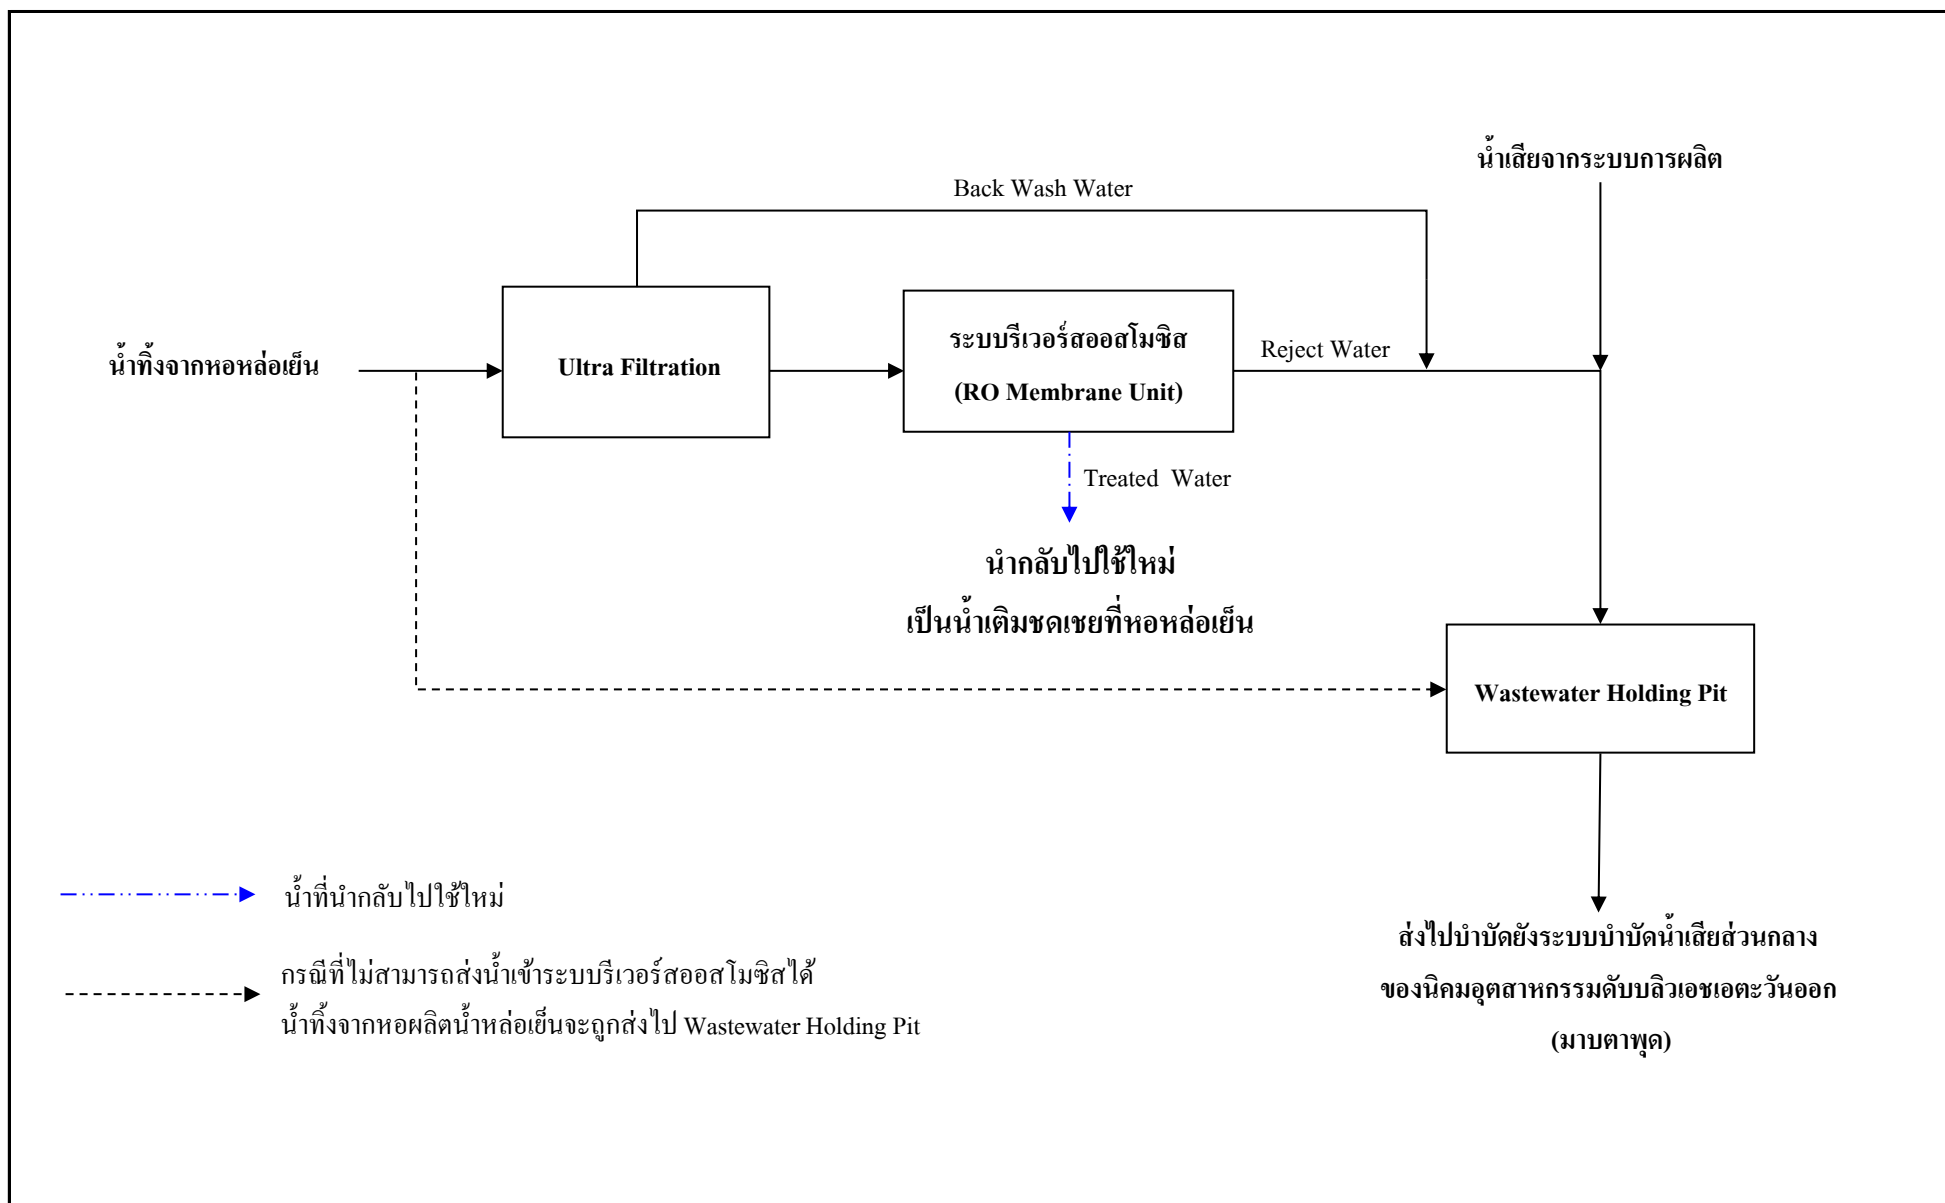 น้ำเสียจากระบบการผลิต
Back Wash Water
น้ำทิ้งจากหอหล่อเย็น
Ultra Filtration
ระบบรีเวอร์สออสโมซิส
(RO Membrane Unit)
Reject Water
Treated Water
นำกลับไปใช้ใหม่
เป็นน้ำเติมชดเชยที่หอหล่อเย็น
Wastewater Holding Pit
น้ำที่นำกลับไปใช้ใหม่
กรณีที่ไม่สามารถส่งน้ำเข้าระบบรีเวอร์สออสโมซิสได้
น้ำทิ้งจากหอผลิตน้ำหล่อเย็นจะถูกส่งไป Wastewater Holding Pit
ส่งไปบำบัดยังระบบบำบัดน้ำเสียส่วนกลาง
ของนิคมอุตสาหกรรมดับบลิวเอชเอตะวันออก
(มาบตาพุด)